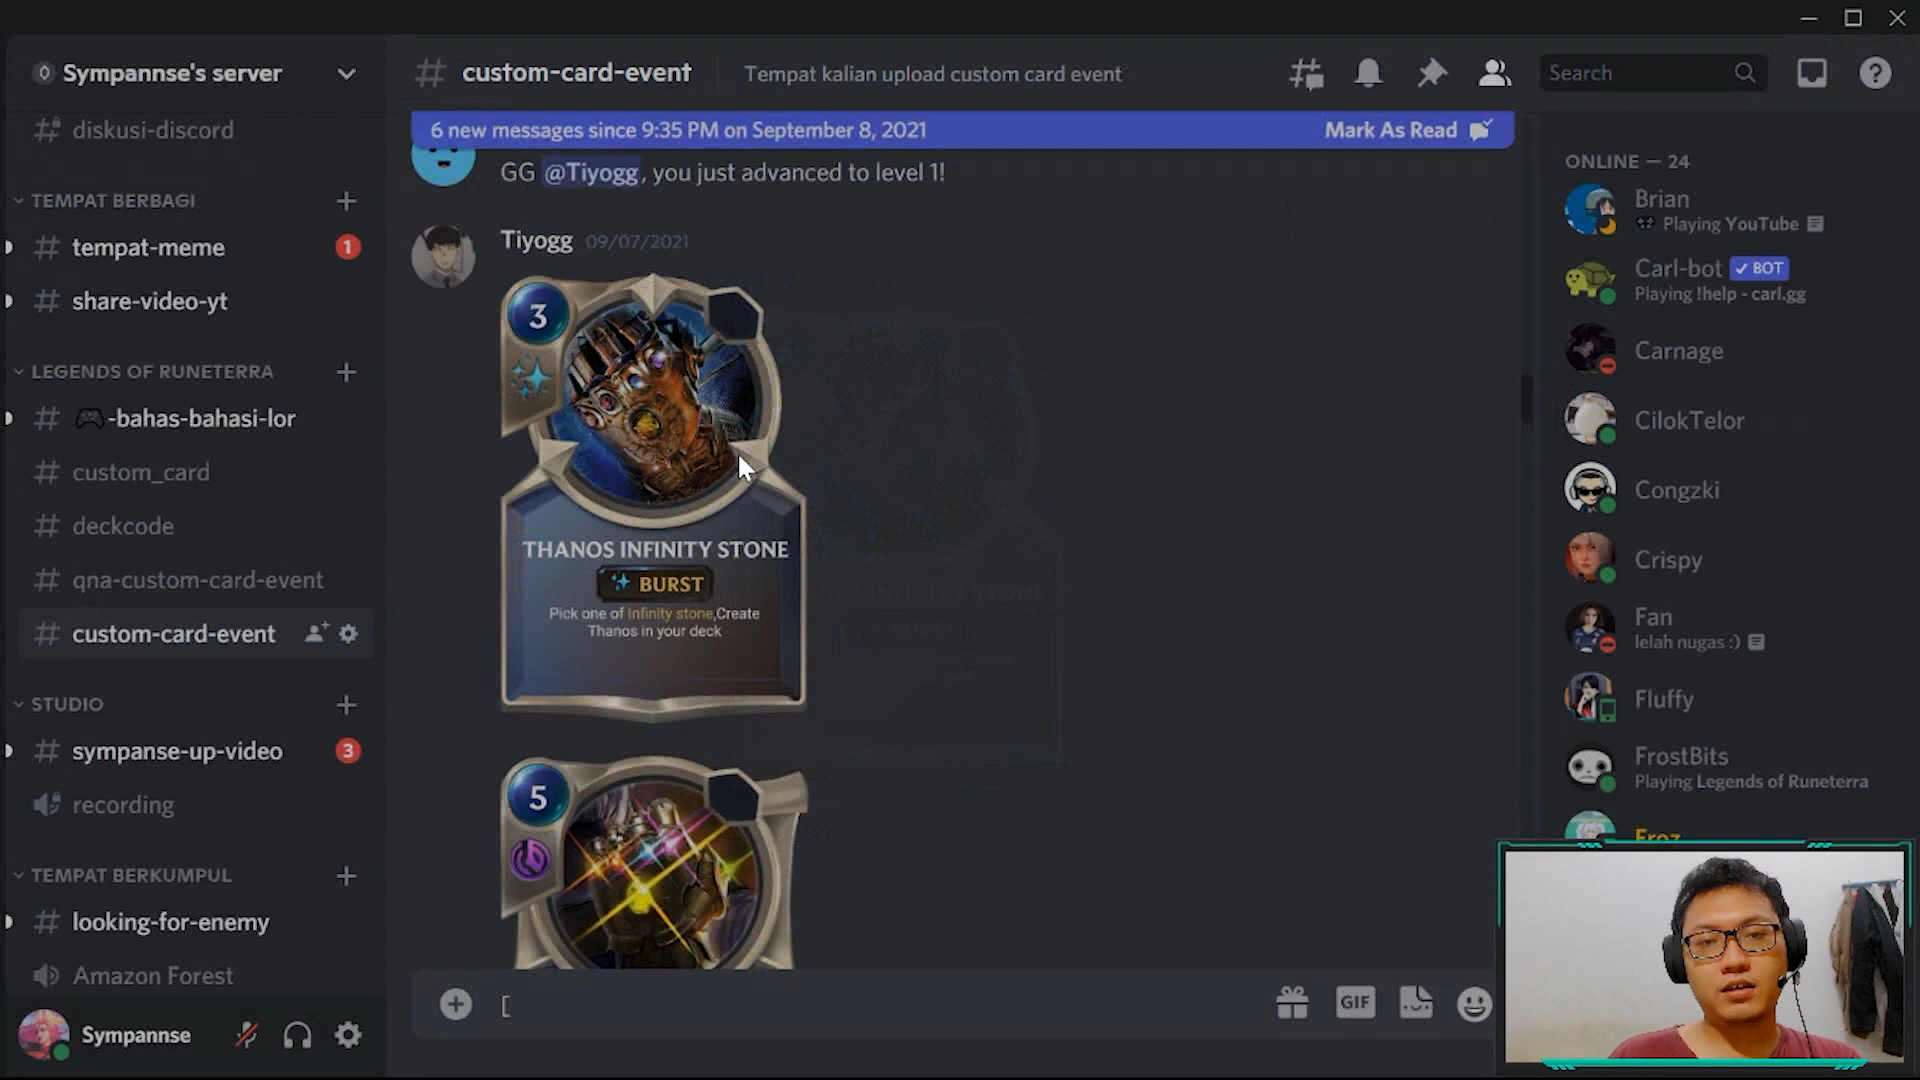 Sympannse's server
diskusi-discord
TEMPAT BERBAGI
tempat-meme
1
share-video-yt
LEGENDS OF RUNETERRA
-bahas-bahasi-lor
custom_card
deckcode
qna-custom-card-event
custom-card-event
STUDIO
sympanse-up-video
3
recording
TEMPAT BERKUMPUL
looking-for-enemy
Amazon Forest
Sympannse
custom-card-event
Tempat kalian upload custom card event
Search
6 new messages since 9:35 PM on September 8, 2021
Mark As Read
GG @Tiyogg, you just advanced to level 1!
Tiyogg 09/07/2021
3
THANOS INFINITY STONE
BURST
Pick one of Infinity stone,Create
Thanos in your deck
5
[
GIF
ONLINE — 24
Brian
Playing YouTube
Carl-bot BOT
Playing !help - carl.gg
Carnage
CilokTelor
Congzki
Crispy
Fan
lelah nugas :)
Fluffy
FrostBits
Playing Legends of Runeterra
Froz